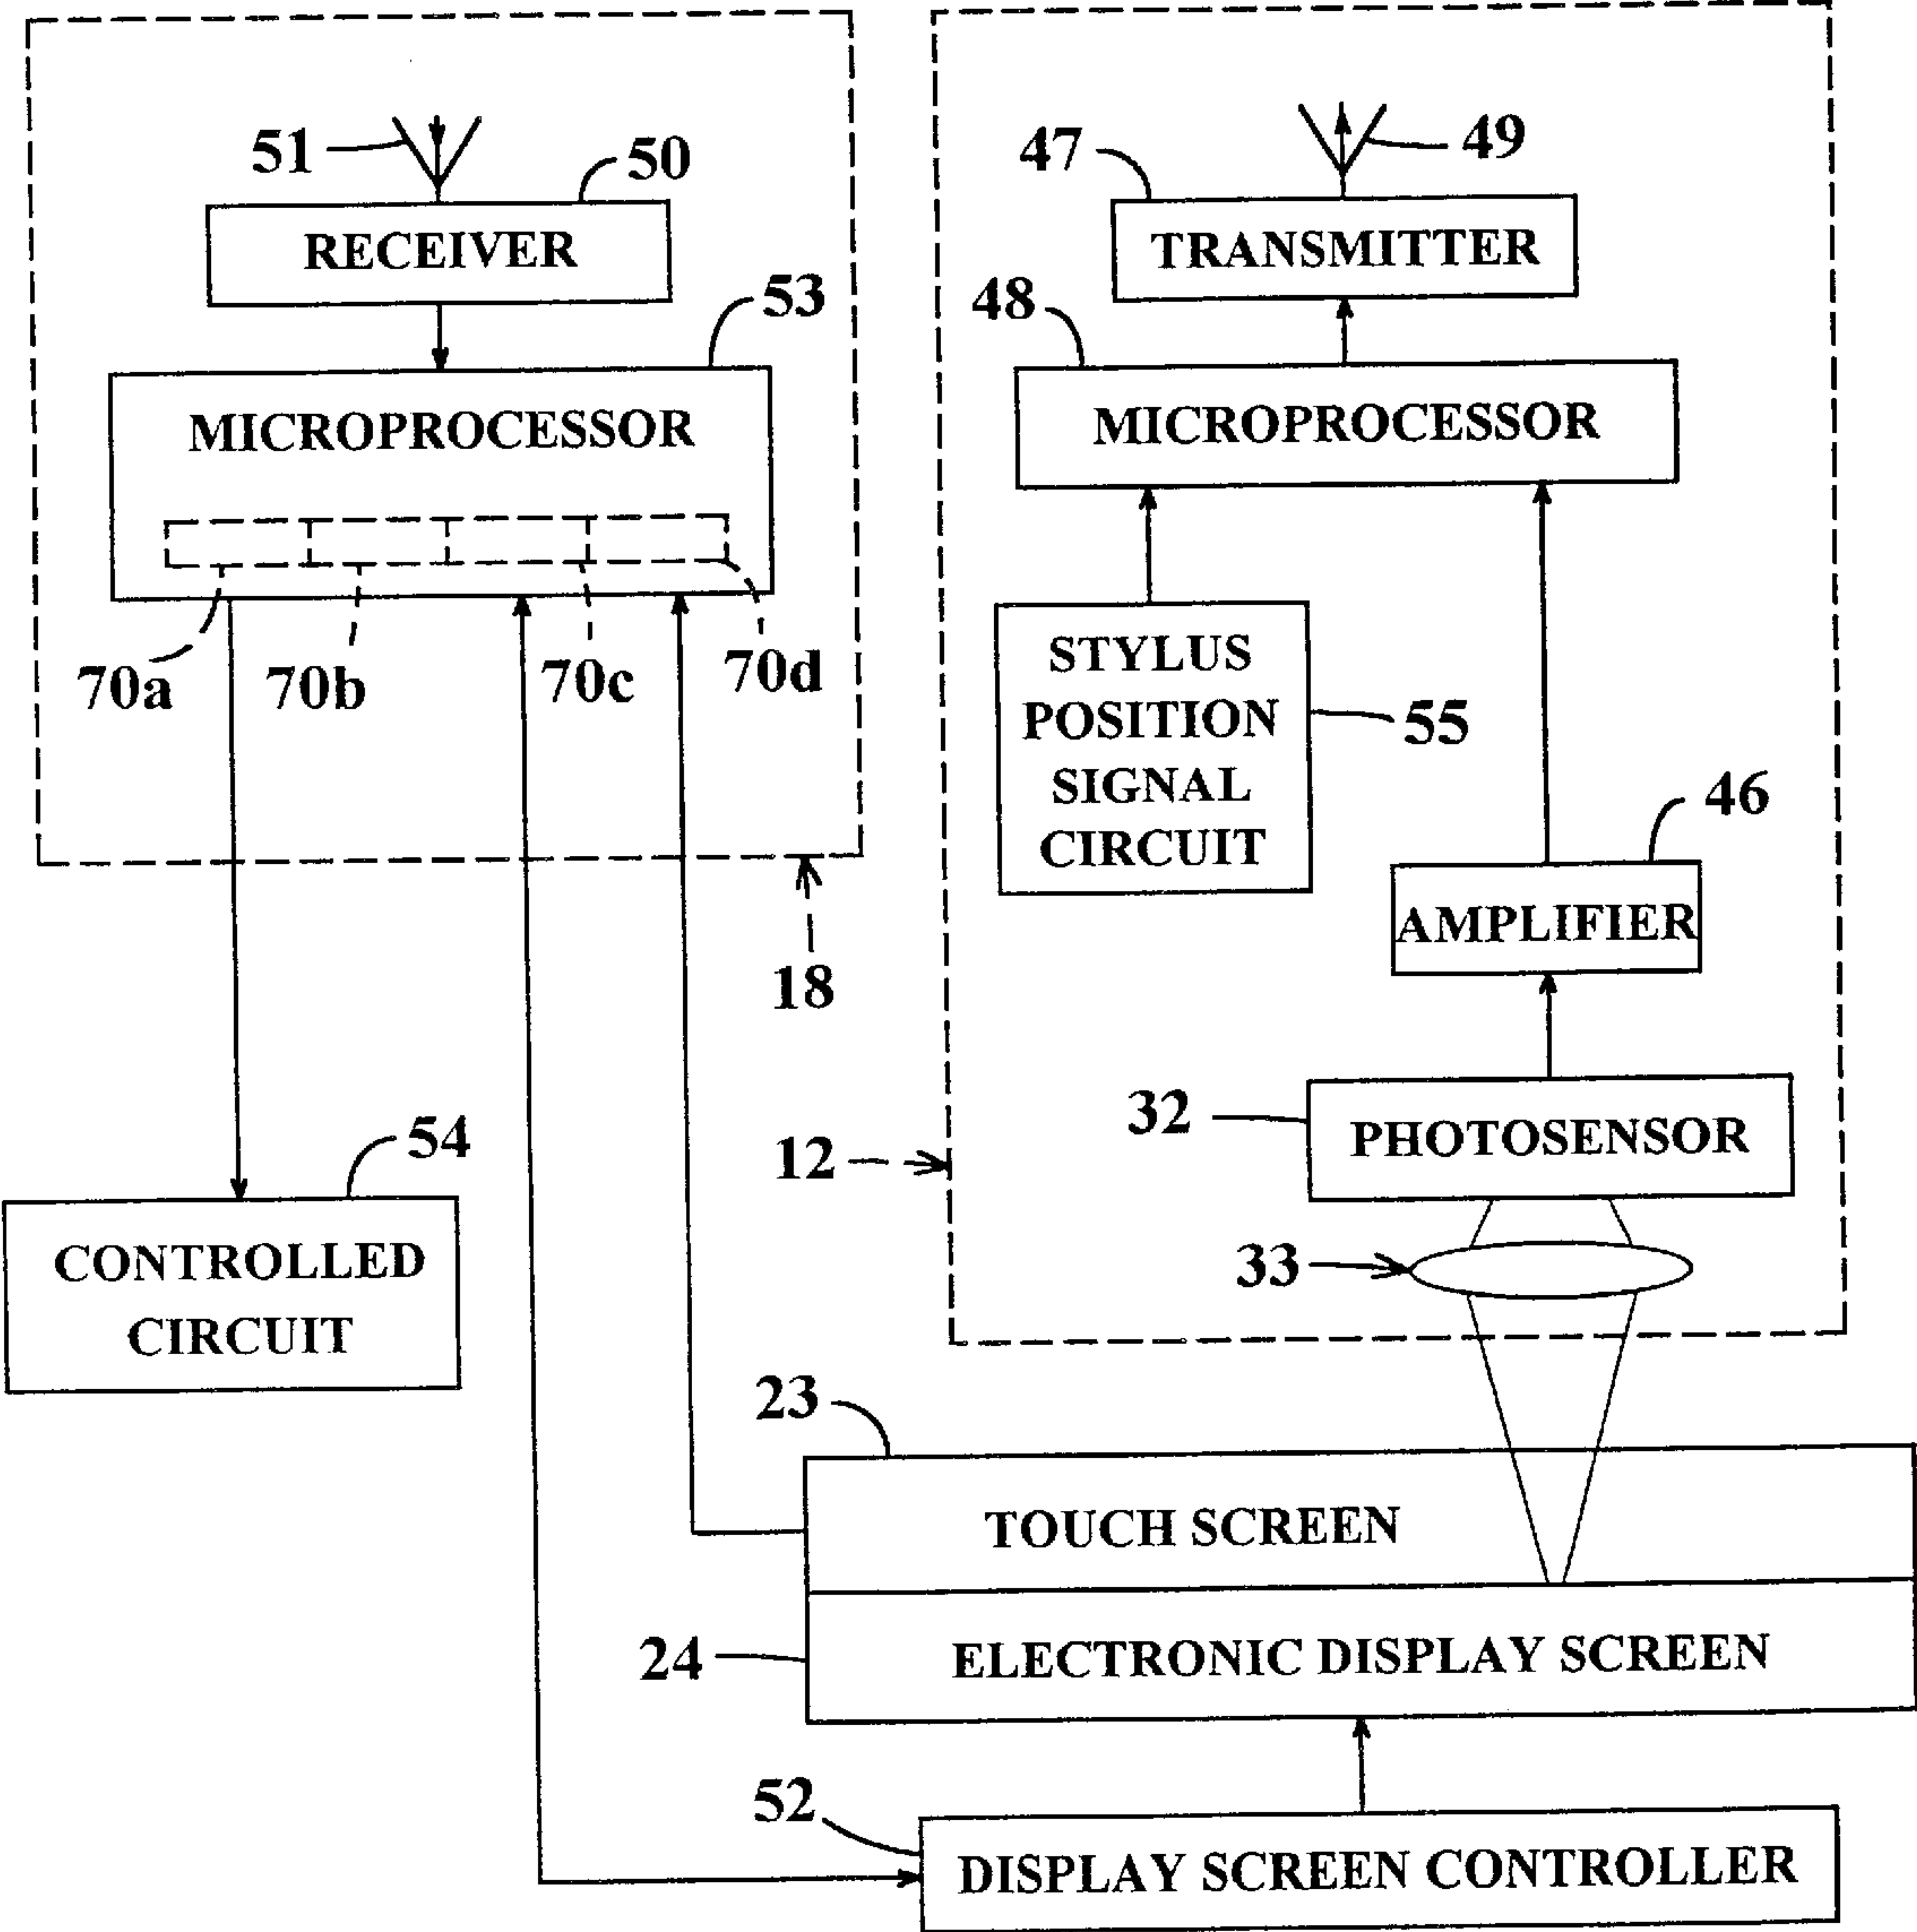 51
50
RECEIVER
53
MICROPROCESSOR
70a
70b
70c
70d
18
47
49
TRANSMITTER
48
MICROPROCESSOR
STYLUS
POSITION
SIGNAL
CIRCUIT
55
46
AMPLIFIER
32
PHOTOSENSOR
12
33
54
CONTROLLED
CIRCUIT
23
TOUCH SCREEN
24
ELECTRONIC DISPLAY SCREEN
52
DISPLAY SCREEN CONTROLLER